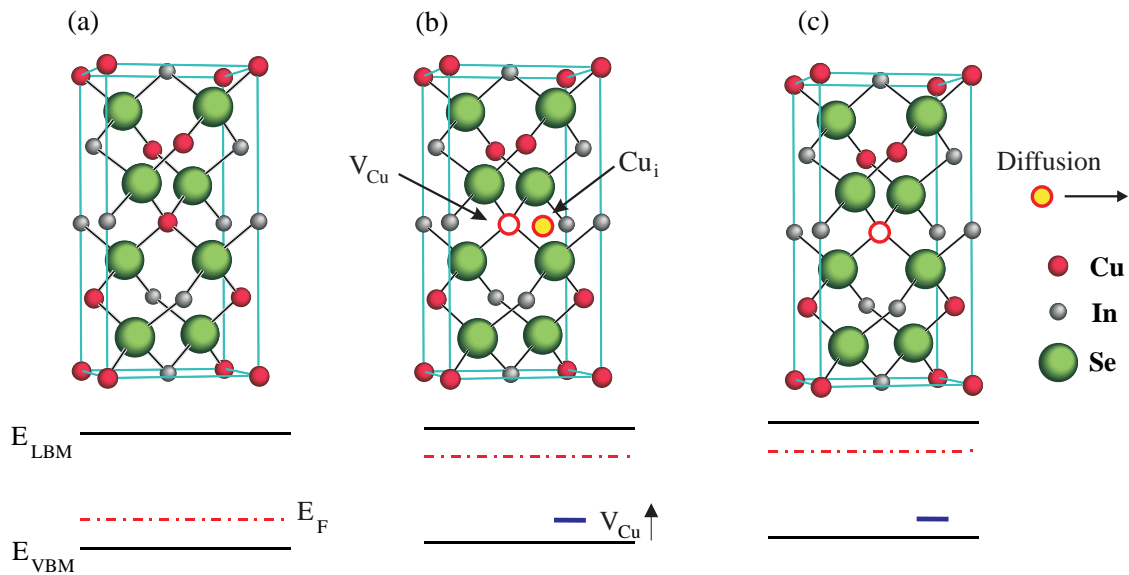 (a)
(b)
(c)
V_Cu
Cu_i
Diffusion
Cu
In
Se
E_LBM
E_F
E_VBM
V_Cu